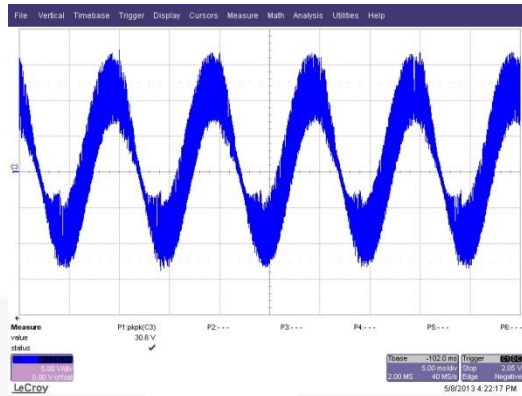 File Vertical Timebase Trigger Display Cursors Measure Math Analysis Utilities Help
C3
Measure P1:pkpk(C3) P2:- - - P3:- - - P4:- - - P5:- - - P6:- - -
value 30.8 V
status
5.00 V/div
0.00 V offset
Tbase -102.0 ms Trigger C3 DC
5.00 ms/div Stop 2.05 V
2.00 MS 40 MS/s Edge Negative
LeCroy 5/8/2013 4:22:17 PM